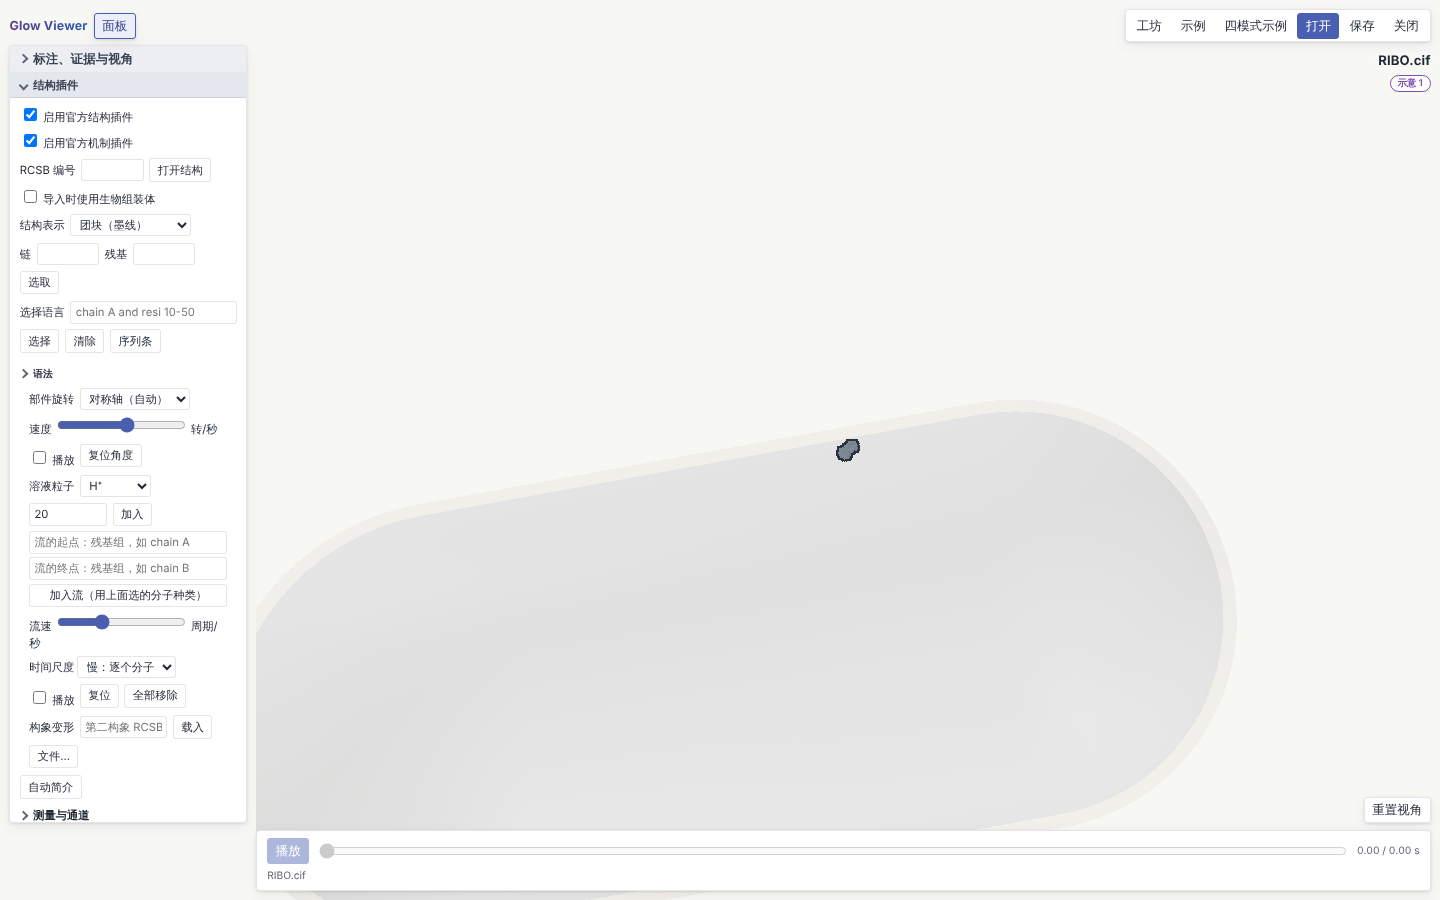 Glow Viewer 面板
工坊 示例 四模式示例 打开 保存 关闭
RIBO.cif
示意 1
标注、证据与视角
结构插件
启用官方结构插件
启用官方机制插件
RCSB 编号 打开结构
导入时使用生物组装体
结构表示 团块（墨线）
链 残基
选取
选择语言 chain A and resi 10-50
选择 清除 序列条
语法
部件旋转 对称轴（自动）
速度 转/秒
播放 复位角度
溶液粒子 H⁺
20 加入
流的起点：残基组，如 chain A
流的终点：残基组，如 chain B
加入流（用上面选的分子种类）
流速 周期/
秒
时间尺度 慢：逐个分子
播放 复位 全部移除
构象变形 第二构象 RCSB 载入
文件...
自动简介
测量与通道
重置视角
播放 0.00 / 0.00 s
RIBO.cif